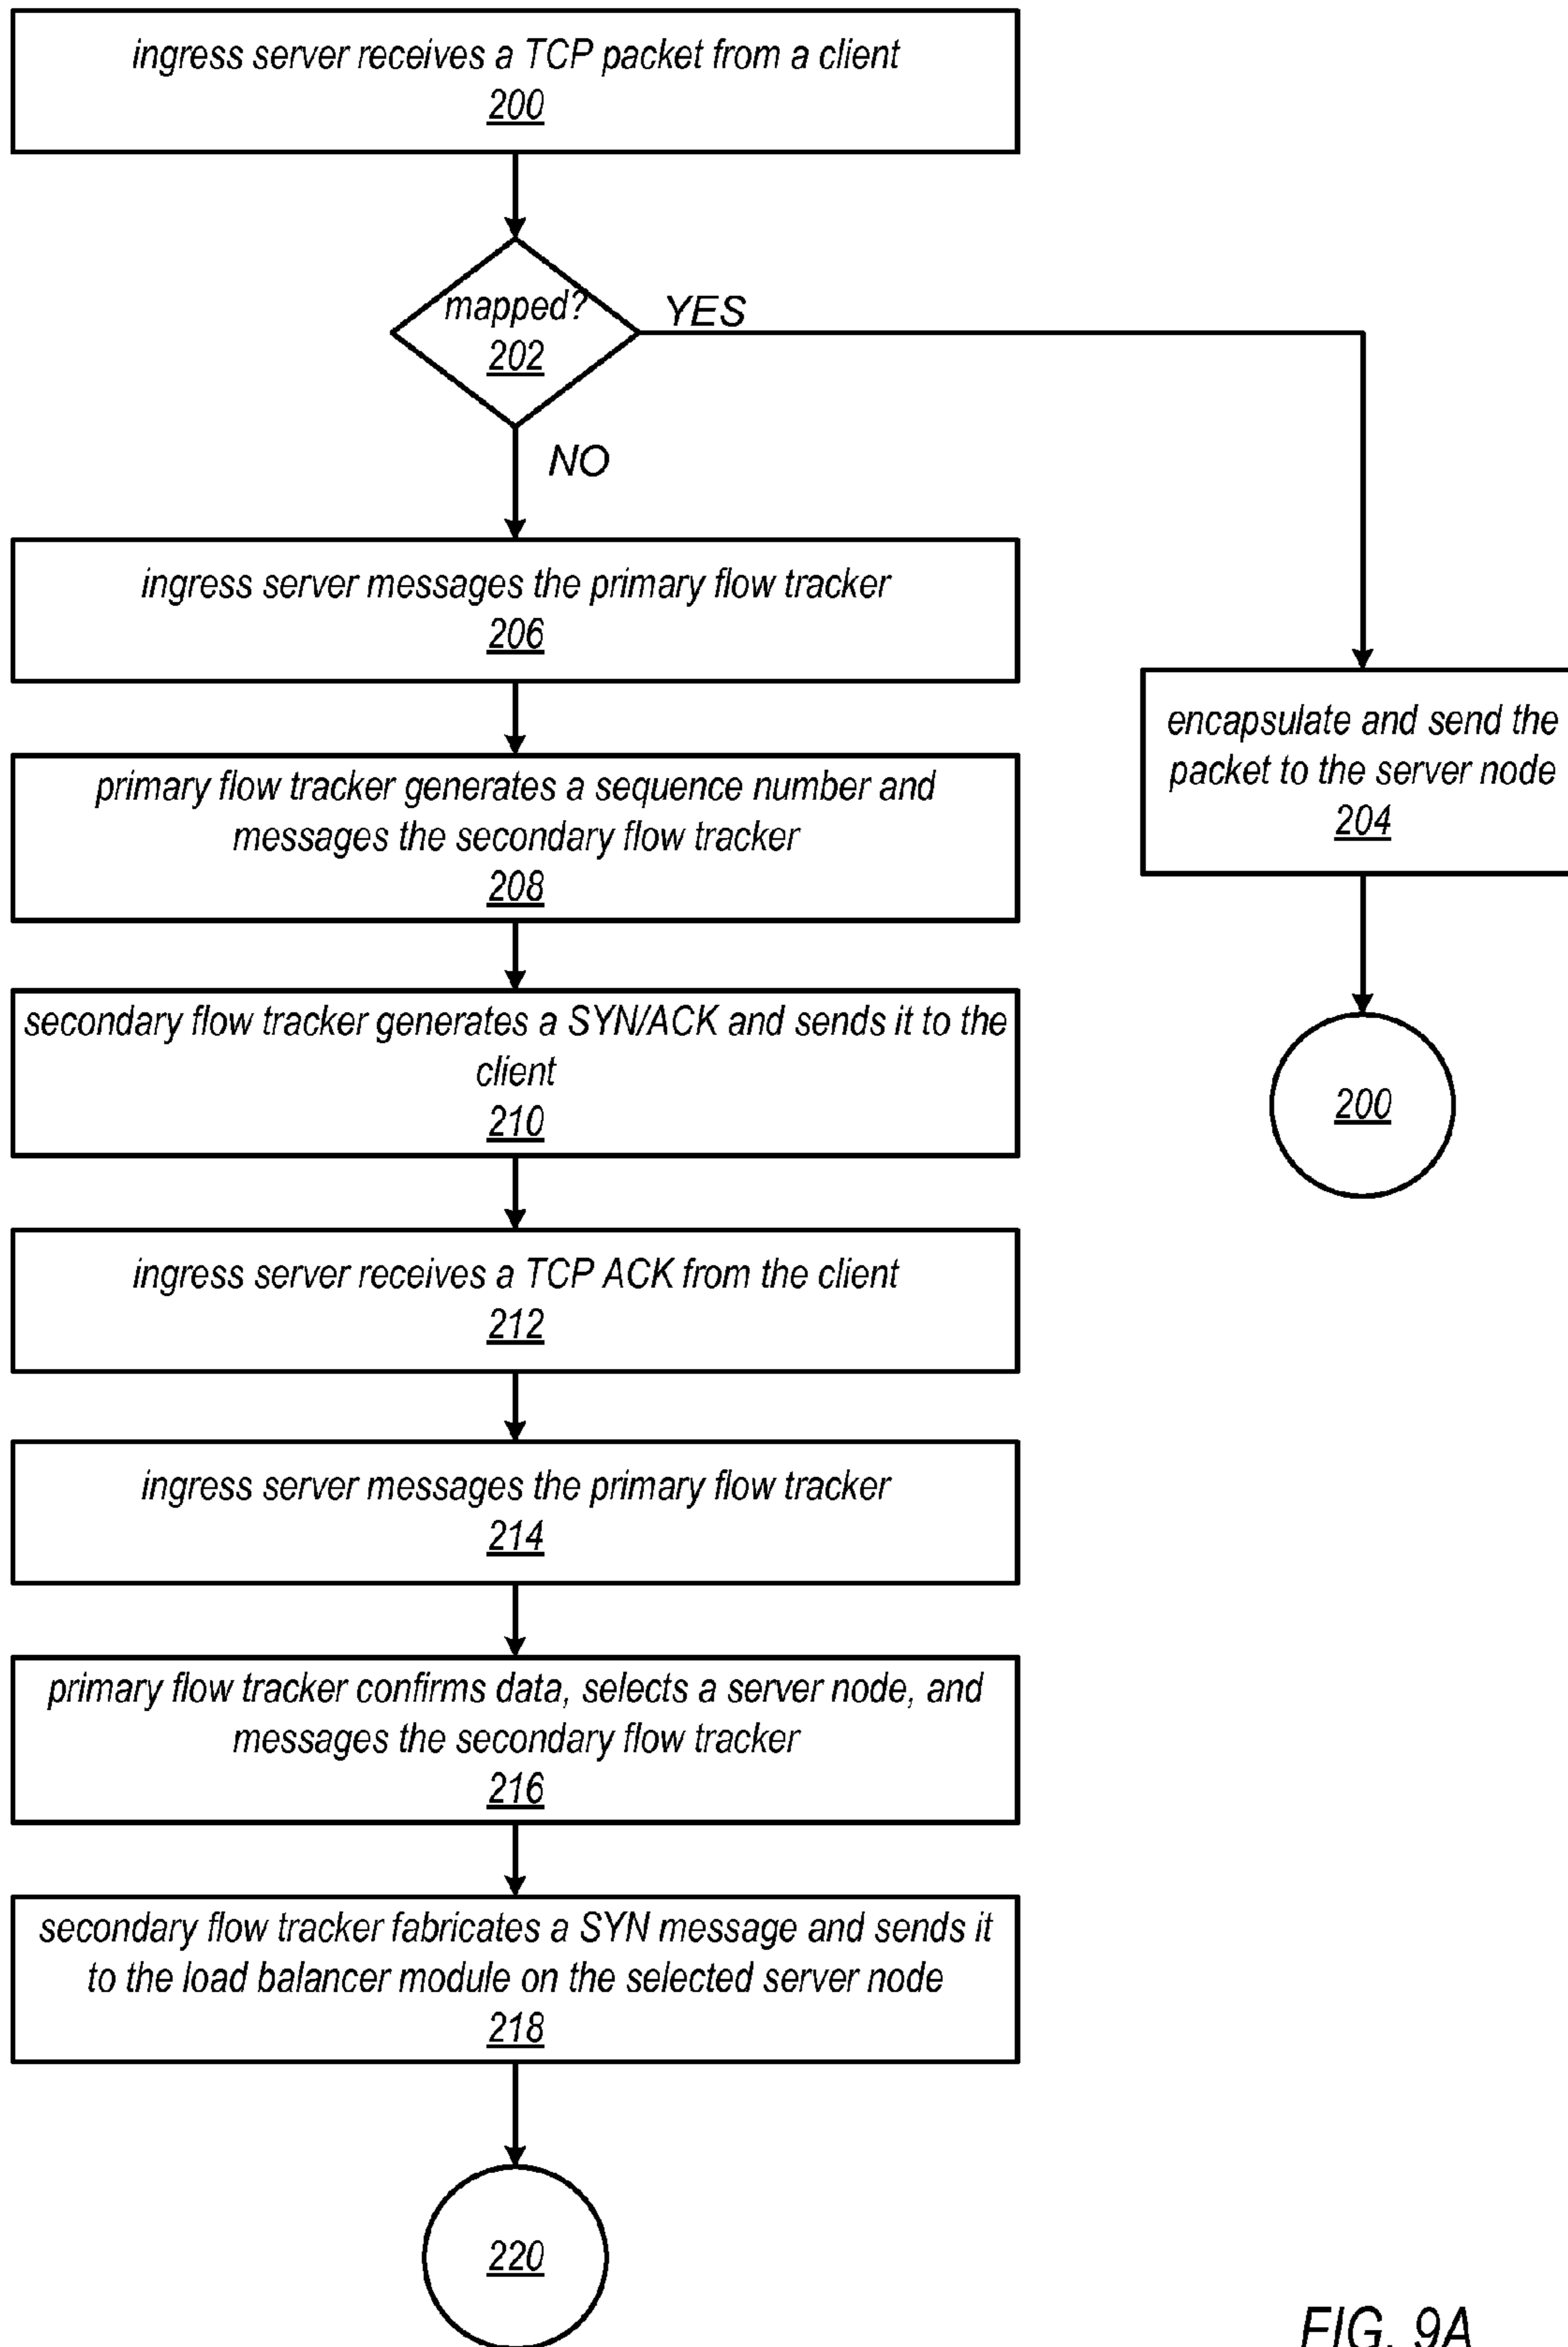 ingress server receives a TCP packet from a client
200
mapped?
202
YES
NO
ingress server messages the primary flow tracker
206
encapsulate and send the
packet to the server node
204
primary flow tracker generates a sequence number and
messages the secondary flow tracker
208
secondary flow tracker generates a SYN/ACK and sends it to the
client
210
200
ingress server receives a TCP ACK from the client
212
ingress server messages the primary flow tracker
214
primary flow tracker confirms data, selects a server node, and
messages the secondary flow tracker
216
secondary flow tracker fabricates a SYN message and sends it
to the load balancer module on the selected server node
218
220
FIG. 9A